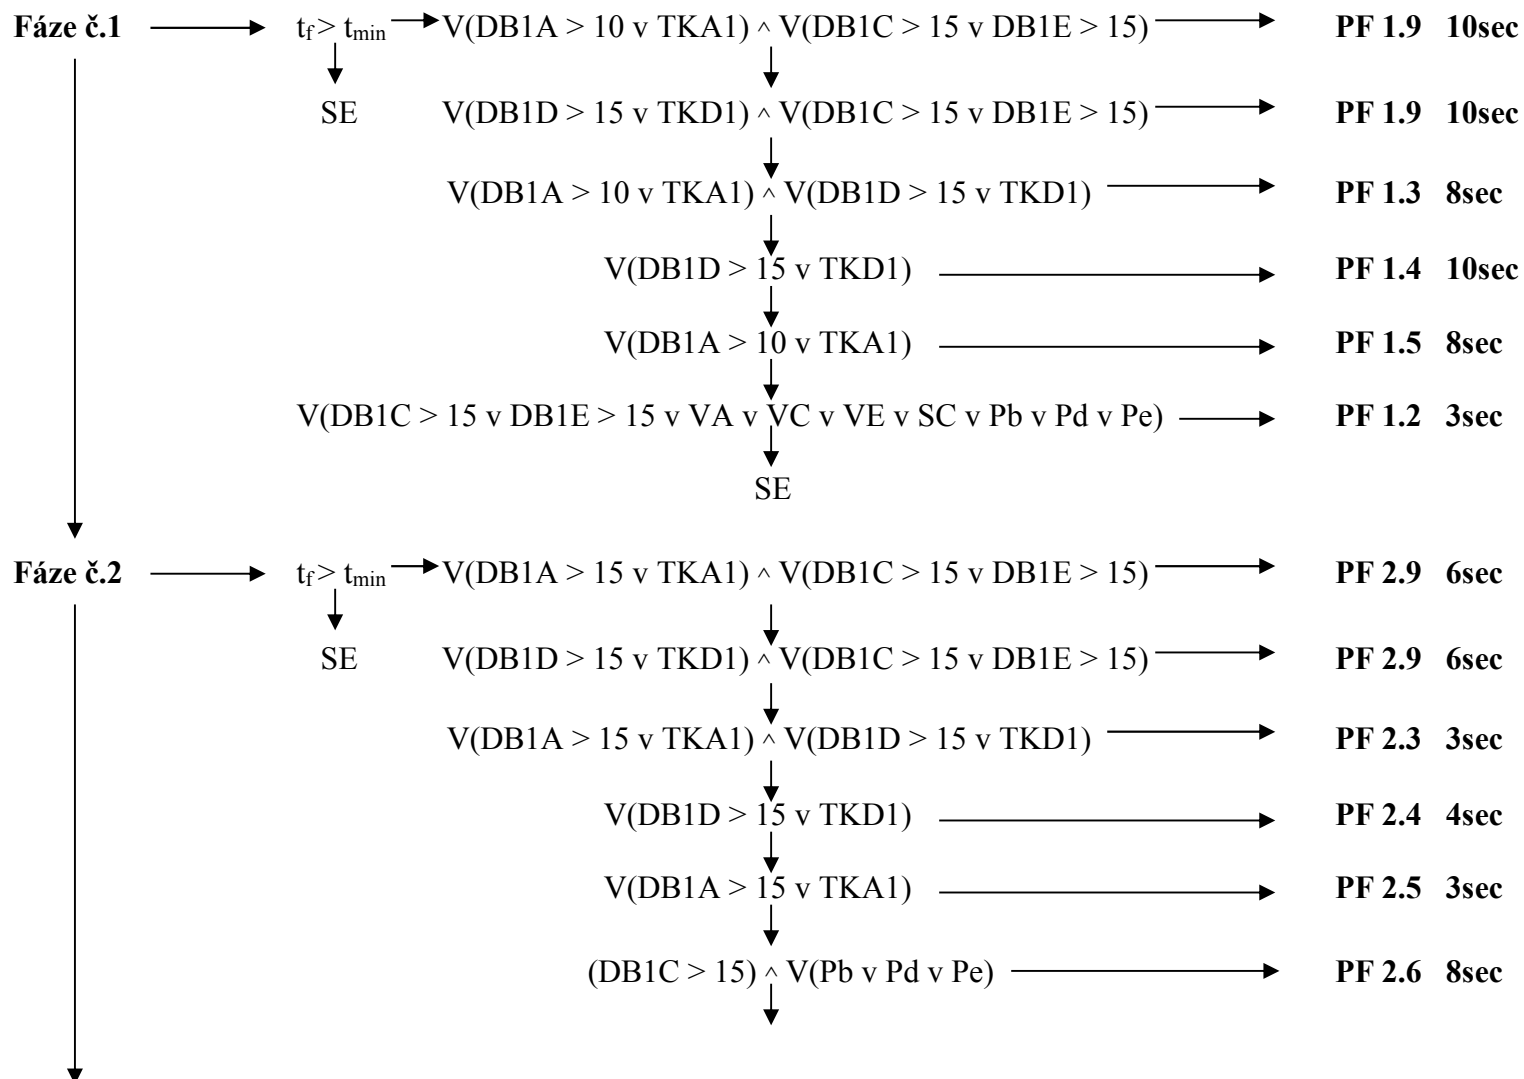 Fáze č.1 tf > tmin V(DB1A > 10 v TKA1) ^ V(DB1C > 15 v DB1E > 15) PF 1.9 10sec
SE V(DB1D > 15 v TKD1) ^ V(DB1C > 15 v DB1E > 15) PF 1.9 10sec
V(DB1A > 10 v TKA1) ^ V(DB1D > 15 v TKD1) PF 1.3 8sec
V(DB1D > 15 v TKD1) PF 1.4 10sec
V(DB1A > 10 v TKA1) PF 1.5 8sec
V(DB1C > 15 v DB1E > 15 v VA v VC v VE v SC v Pb v Pd v Pe) PF 1.2 3sec
SE
Fáze č.2 tf > tmin V(DB1A > 15 v TKA1) ^ V(DB1C > 15 v DB1E > 15) PF 2.9 6sec
SE V(DB1D > 15 v TKD1) ^ V(DB1C > 15 v DB1E > 15) PF 2.9 6sec
V(DB1A > 15 v TKA1) ^ V(DB1D > 15 v TKD1) PF 2.3 3sec
V(DB1D > 15 v TKD1) PF 2.4 4sec
V(DB1A > 15 v TKA1) PF 2.5 3sec
(DB1C > 15) ^ V(Pb v Pd v Pe) PF 2.6 8sec